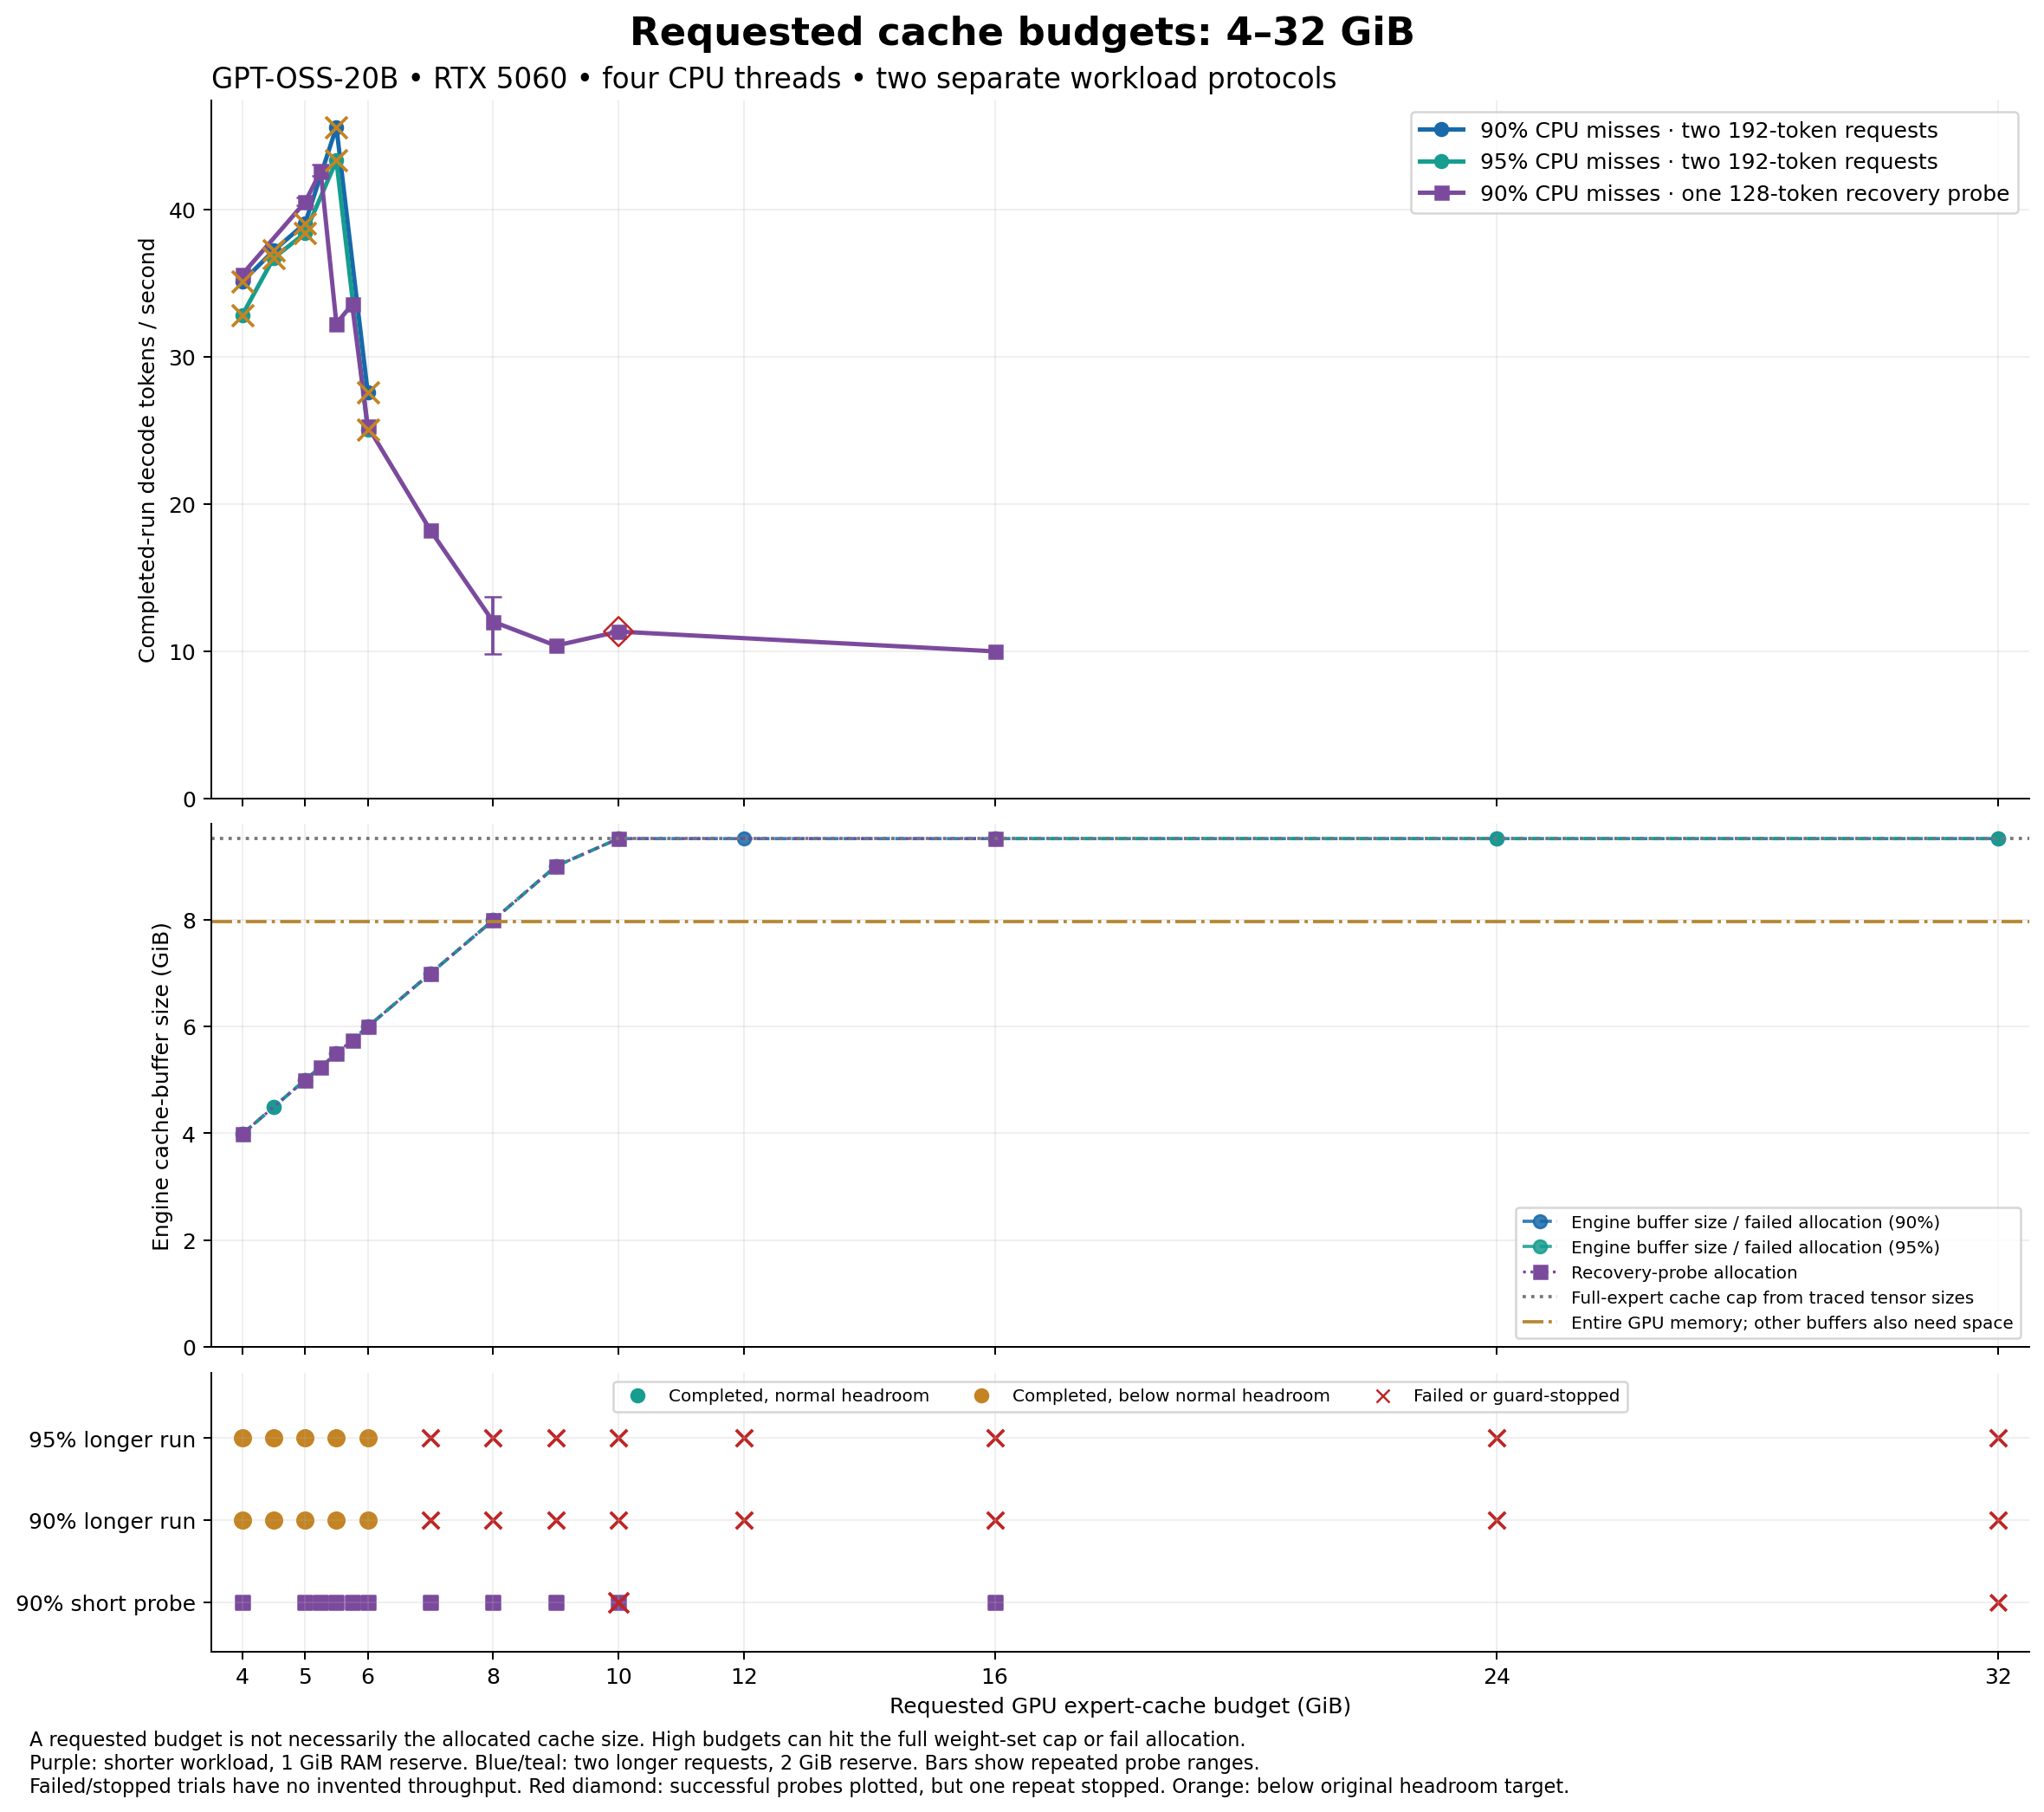 Requested cache budgets: 4–32 GiB
GPT-OSS-20B • RTX 5060 • four CPU threads • two separate workload protocols
90% CPU misses · two 192-token requests
95% CPU misses · two 192-token requests
90% CPU misses · one 128-token recovery probe
Completed-run decode tokens / second
40
30
20
10
0
Engine cache-buffer size (GiB)
8
6
4
2
0
Engine buffer size / failed allocation (90%)
Engine buffer size / failed allocation (95%)
Recovery-probe allocation
Full-expert cache cap from traced tensor sizes
Entire GPU memory; other buffers also need space
Completed, normal headroom
Completed, below normal headroom
Failed or guard-stopped
95% longer run
90% longer run
90% short probe
4 5 6 8 10 12 16 24 32
Requested GPU expert-cache budget (GiB)
A requested budget is not necessarily the allocated cache size. High budgets can hit the full weight-set cap or fail allocation.
Purple: shorter workload, 1 GiB RAM reserve. Blue/teal: two longer requests, 2 GiB reserve. Bars show repeated probe ranges.
Failed/stopped trials have no invented throughput. Red diamond: successful probes plotted, but one repeat stopped. Orange: below original headroom target.